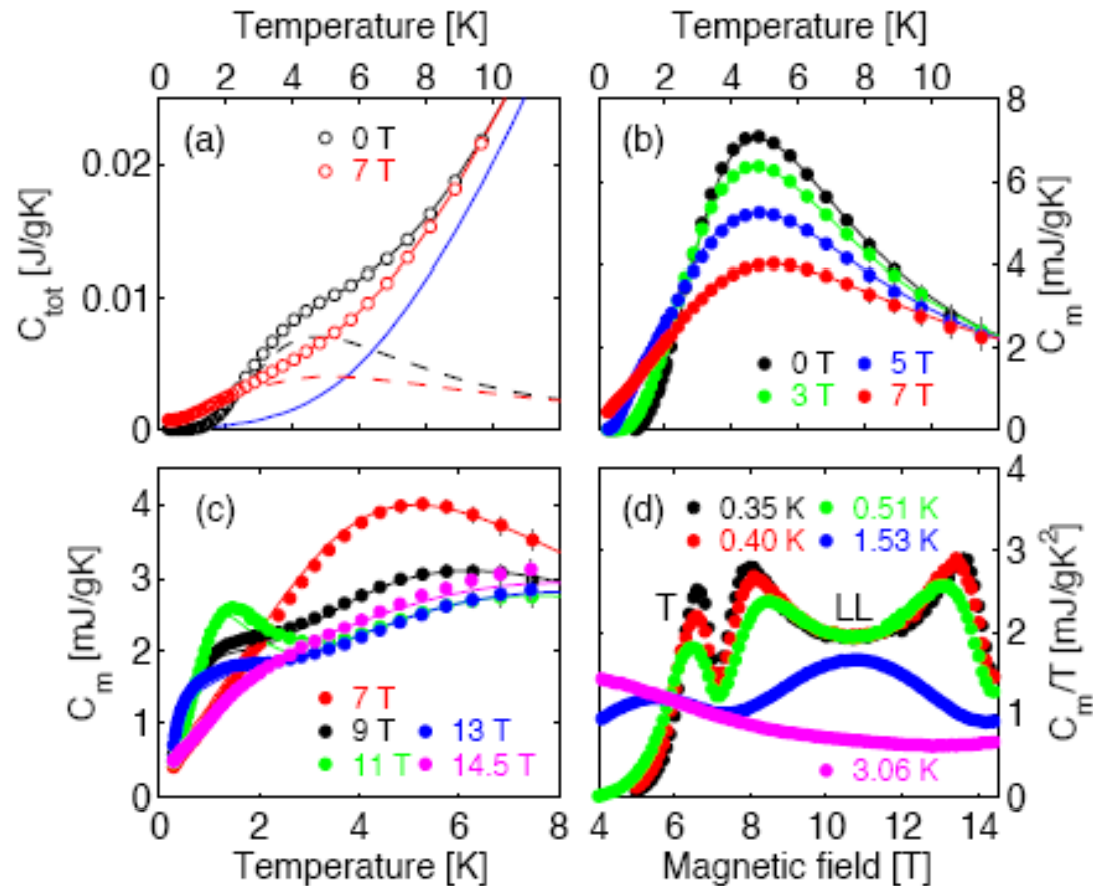 Temperature [K]
0 2 4 6 8 10
Temperature [K]
0 2 4 6 8 10
(a)
0 T
7 T
0.02
0.01
0
C_tot [J/gK]
(b)
0 T
5 T
3 T
7 T
8
6
4
2
0
C_m [mJ/gK]
(c)
7 T
9 T
13 T
11 T
14.5 T
4
3
2
1
0
C_m [mJ/gK]
0 2 4 6 8
Temperature [K]
(d)
0.35 K
0.51 K
0.40 K
1.53 K
T
LL
3.06 K
4
3
2
1
0
C_m/T [mJ/gK²]
4 6 8 10 12 14
Magnetic field [T]